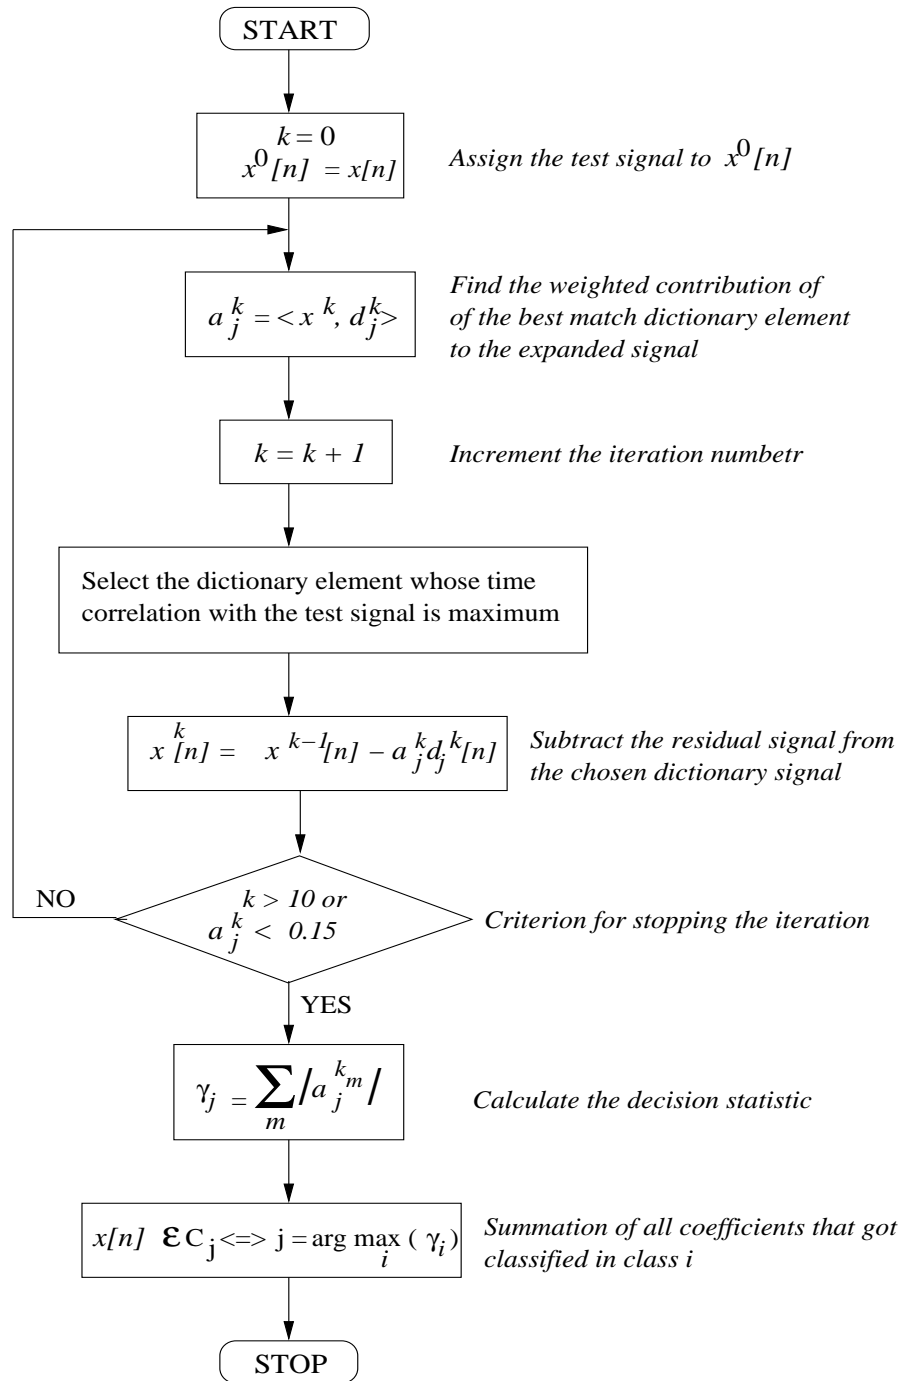 START
k = 0
x^0[n] = x[n]
Assign the test signal to x^0[n]
a_j^k = < x^k, d_j^k >
Find the weighted contribution of
of the best match dictionary element
to the expanded signal
k = k + 1
Increment the iteration numbetr
Select the dictionary element whose time
correlation with the test signal is maximum
x^k[n] = x^{k-1}[n] – a_j^k d_j^k[n]
Subtract the residual signal from
the chosen dictionary signal
NO
k > 10 or
a_j^k < 0.15
Criterion for stopping the iteration
YES
γ_j = ∑_m /a_j^{k_m}/
Calculate the decision statistic
x[n] ε C_j <=> j = arg max_i ( γ_i)
Summation of all coefficients that got
classified in class i
STOP